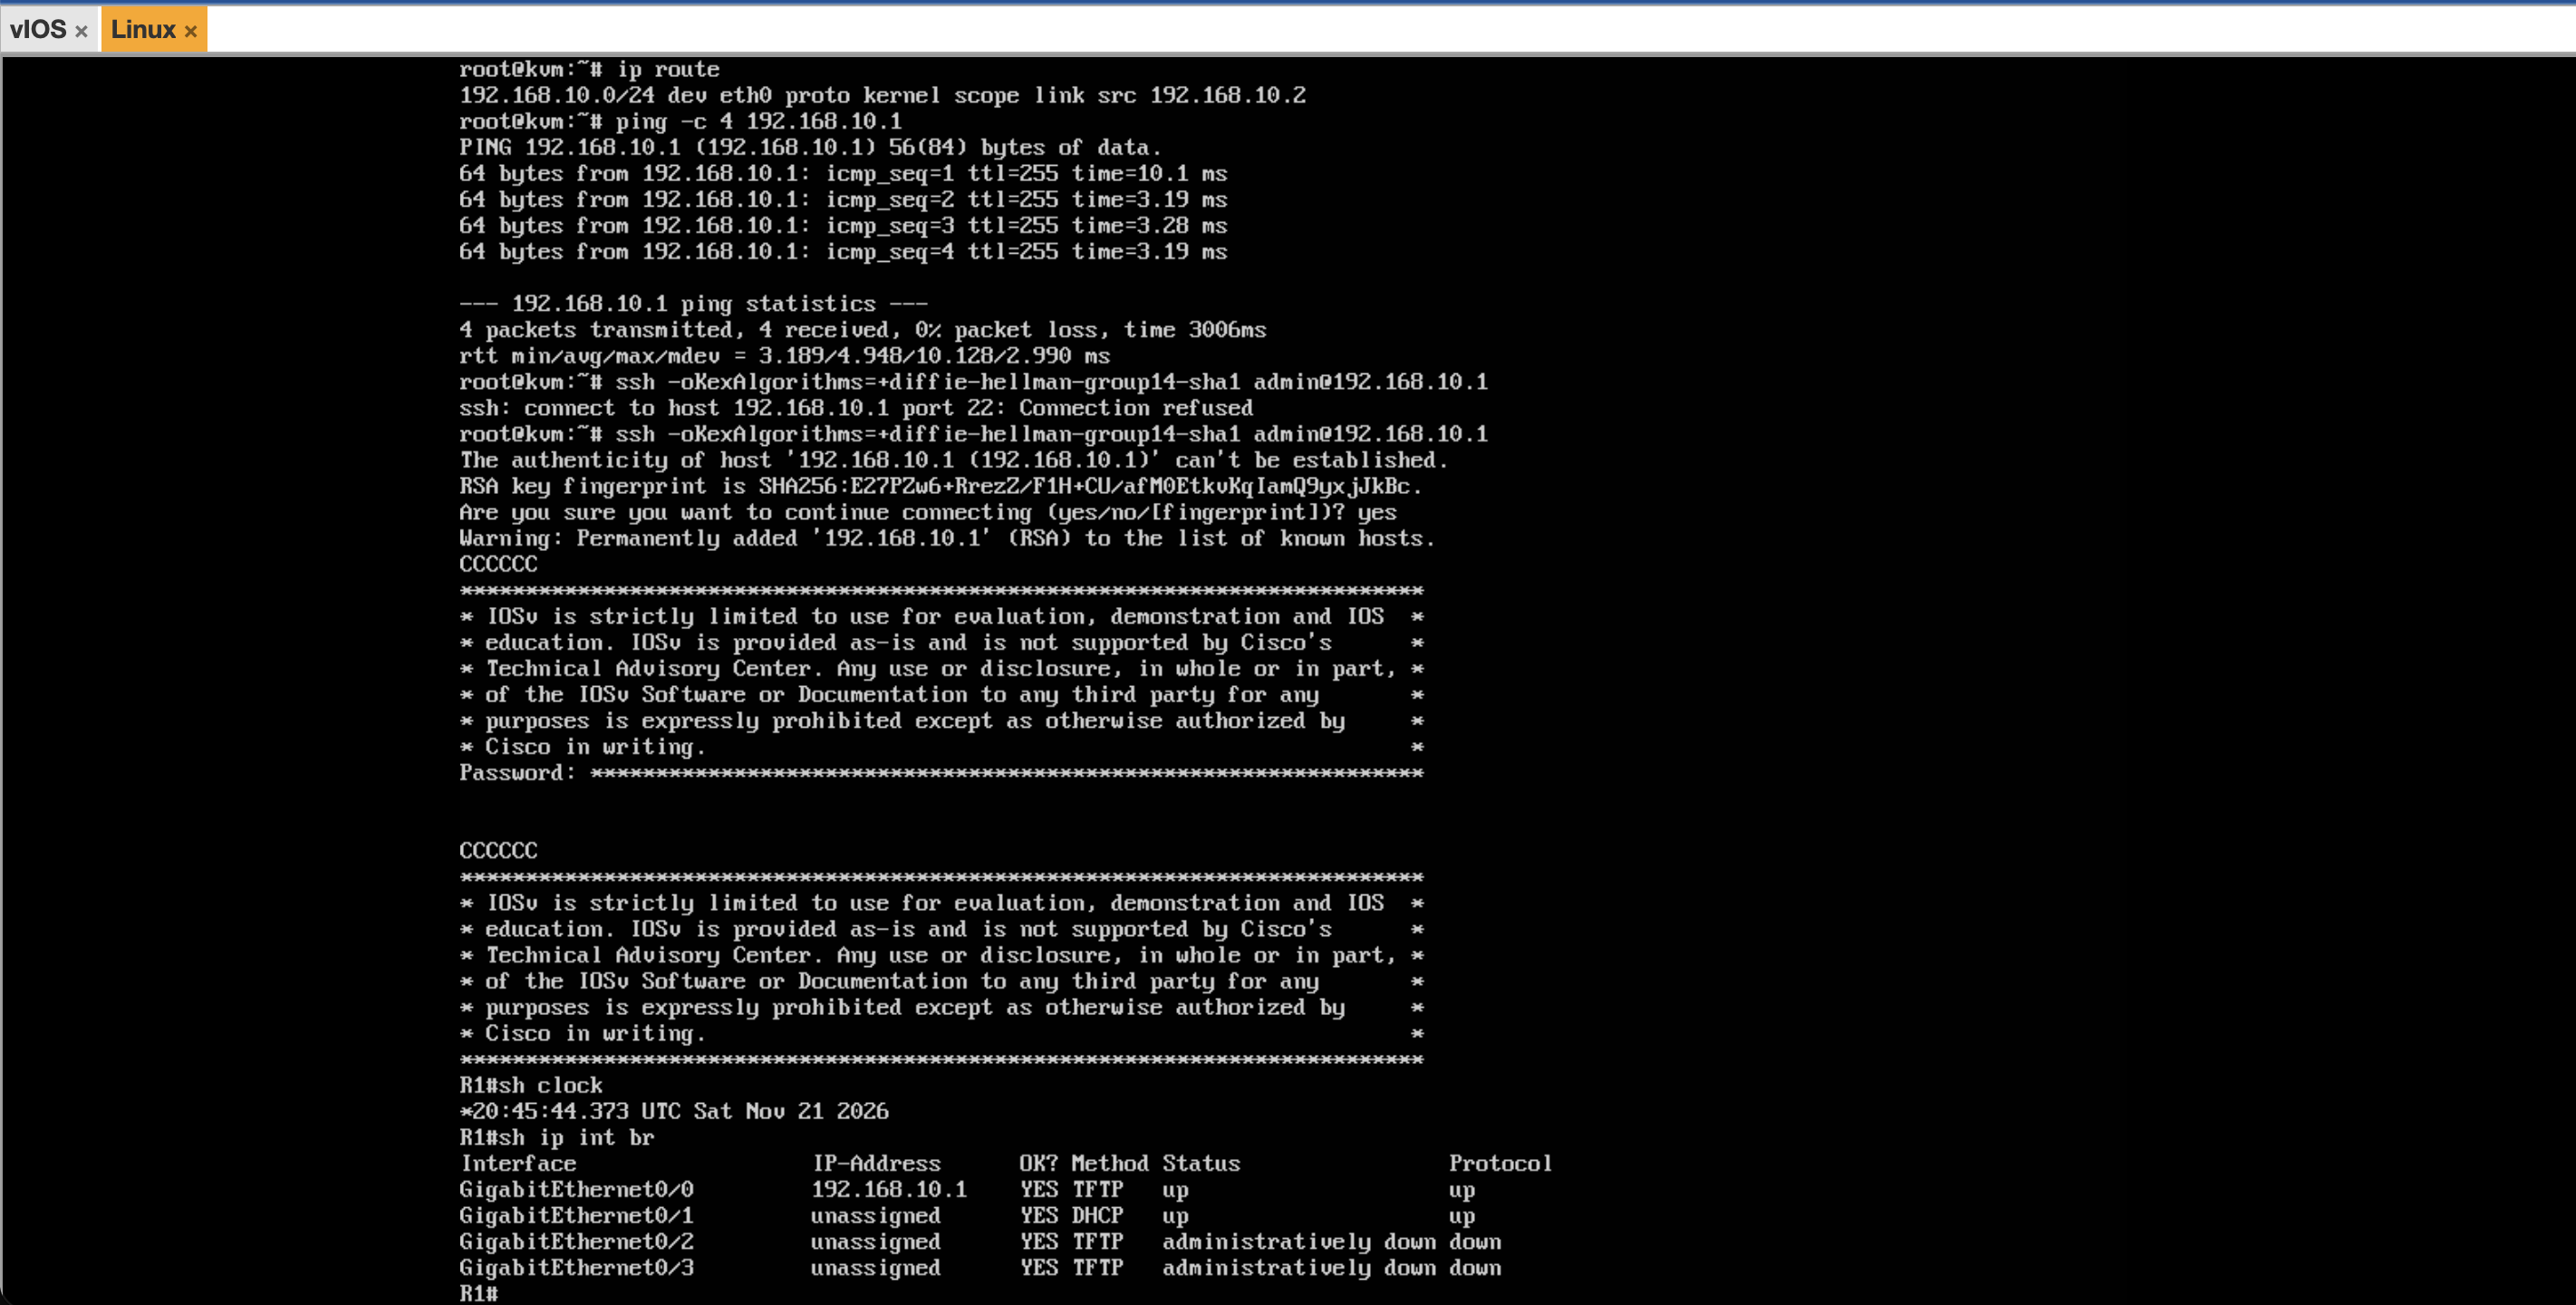 vIOS × Linux ×
root@kvm:~# ip route
192.168.10.0/24 dev eth0 proto kernel scope link src 192.168.10.2
root@kvm:~# ping -c 4 192.168.10.1
PING 192.168.10.1 (192.168.10.1) 56(84) bytes of data.
64 bytes from 192.168.10.1: icmp_seq=1 ttl=255 time=10.1 ms
64 bytes from 192.168.10.1: icmp_seq=2 ttl=255 time=3.19 ms
64 bytes from 192.168.10.1: icmp_seq=3 ttl=255 time=3.28 ms
64 bytes from 192.168.10.1: icmp_seq=4 ttl=255 time=3.19 ms
--- 192.168.10.1 ping statistics ---
4 packets transmitted, 4 received, 0% packet loss, time 3006ms
rtt min/avg/max/mdev = 3.189/4.948/10.128/2.990 ms
root@kvm:~# ssh -oKexAlgorithms=+diffie-hellman-group14-sha1 admin@192.168.10.1
ssh: connect to host 192.168.10.1 port 22: Connection refused
root@kvm:~# ssh -oKexAlgorithms=+diffie-hellman-group14-sha1 admin@192.168.10.1
The authenticity of host '192.168.10.1 (192.168.10.1)' can't be established.
RSA key fingerprint is SHA256:E27PZw6+RrezZ/F1H+CU/afM0EtkvKqIamQ9yxjJkBc.
Are you sure you want to continue connecting (yes/no/[fingerprint])? yes
Warning: Permanently added '192.168.10.1' (RSA) to the list of known hosts.
CCCCCC
**************************************************************************
* IOSv is strictly limited to use for evaluation, demonstration and IOS  *
* education. IOSv is provided as-is and is not supported by Cisco's      *
* Technical Advisory Center. Any use or disclosure, in whole or in part, *
* of the IOSv Software or Documentation to any third party for any       *
* purposes is expressly prohibited except as otherwise authorized by     *
* Cisco in writing.                                                      *
Password: ****************************************************************
CCCCCC
**************************************************************************
* IOSv is strictly limited to use for evaluation, demonstration and IOS  *
* education. IOSv is provided as-is and is not supported by Cisco's      *
* Technical Advisory Center. Any use or disclosure, in whole or in part, *
* of the IOSv Software or Documentation to any third party for any       *
* purposes is expressly prohibited except as otherwise authorized by     *
* Cisco in writing.                                                      *
**************************************************************************
R1#sh clock
*20:45:44.373 UTC Sat Nov 21 2026
R1#sh ip int br
Interface                  IP-Address      OK? Method Status                Protocol
GigabitEthernet0/0         192.168.10.1    YES TFTP   up                    up
GigabitEthernet0/1         unassigned      YES DHCP   up                    up
GigabitEthernet0/2         unassigned      YES TFTP   administratively down down
GigabitEthernet0/3         unassigned      YES TFTP   administratively down down
R1#